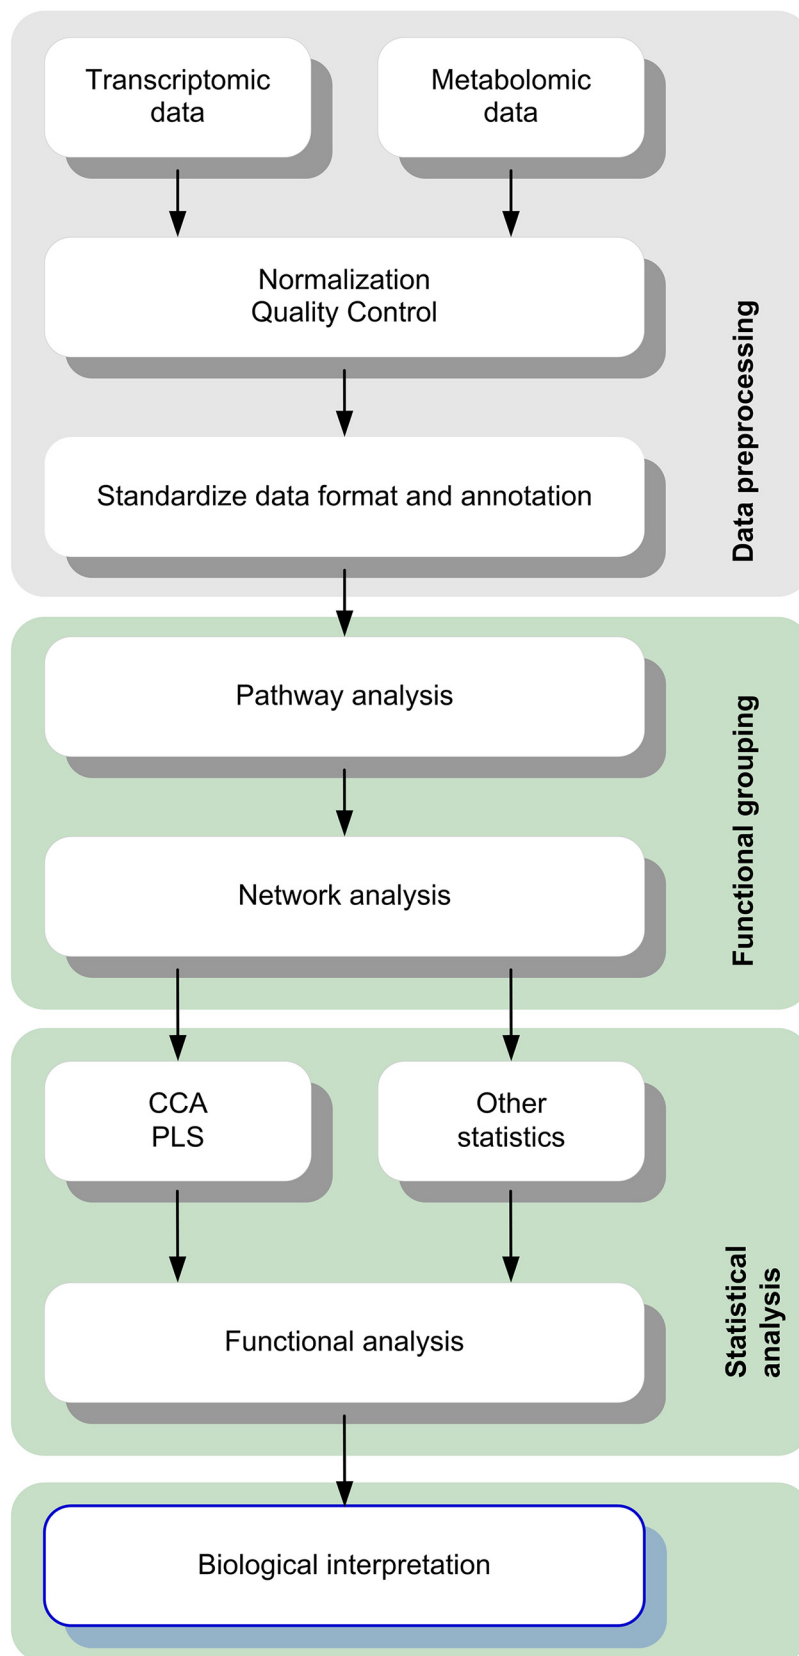 Transcriptomic
data
Metabolomic
data
Normalization
Quality Control
Standardize data format and annotation
Data preprocessing
Pathway analysis
Network analysis
Functional grouping
CCA
PLS
Other
statistics
Functional analysis
Statistical
analysis
Biological interpretation